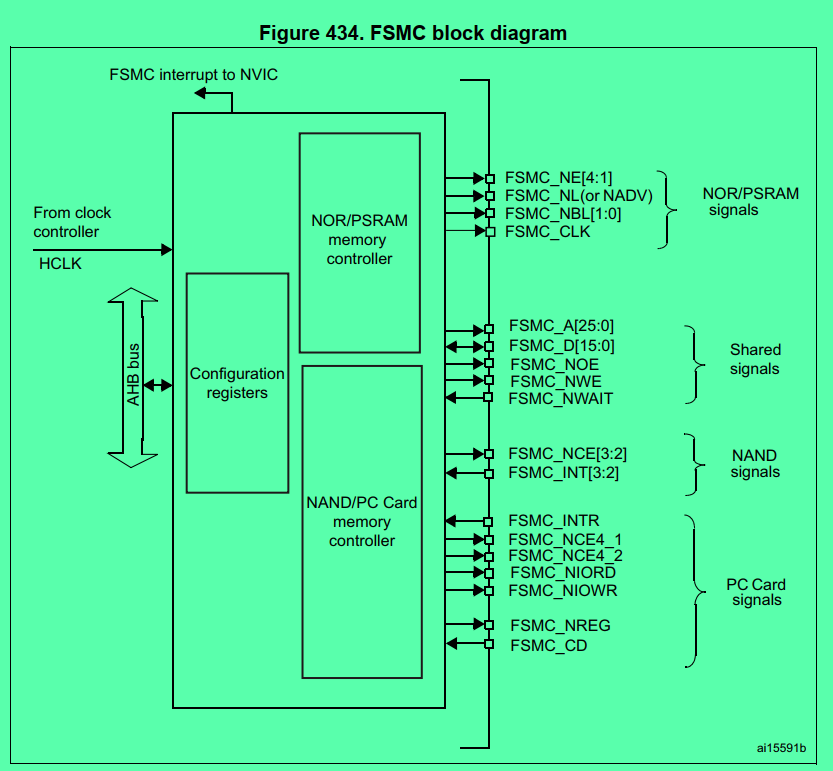 Figure 434. FSMC block diagram
FSMC interrupt to NVIC
From clock
controller
HCLK
AHB bus
Configuration
registers
NOR/PSRAM
memory
controller
NAND/PC Card
memory
controller
FSMC_NE[4:1]
FSMC_NL(or NADV)
FSMC_NBL[1:0]
FSMC_CLK
NOR/PSRAM
signals
FSMC_A[25:0]
FSMC_D[15:0]
FSMC_NOE
FSMC_NWE
FSMC_NWAIT
Shared
signals
FSMC_NCE[3:2]
FSMC_INT[3:2]
NAND
signals
FSMC_INTR
FSMC_NCE4_1
FSMC_NCE4_2
FSMC_NIORD
FSMC_NIOWR
FSMC_NREG
FSMC_CD
PC Card
signals
ai15591b